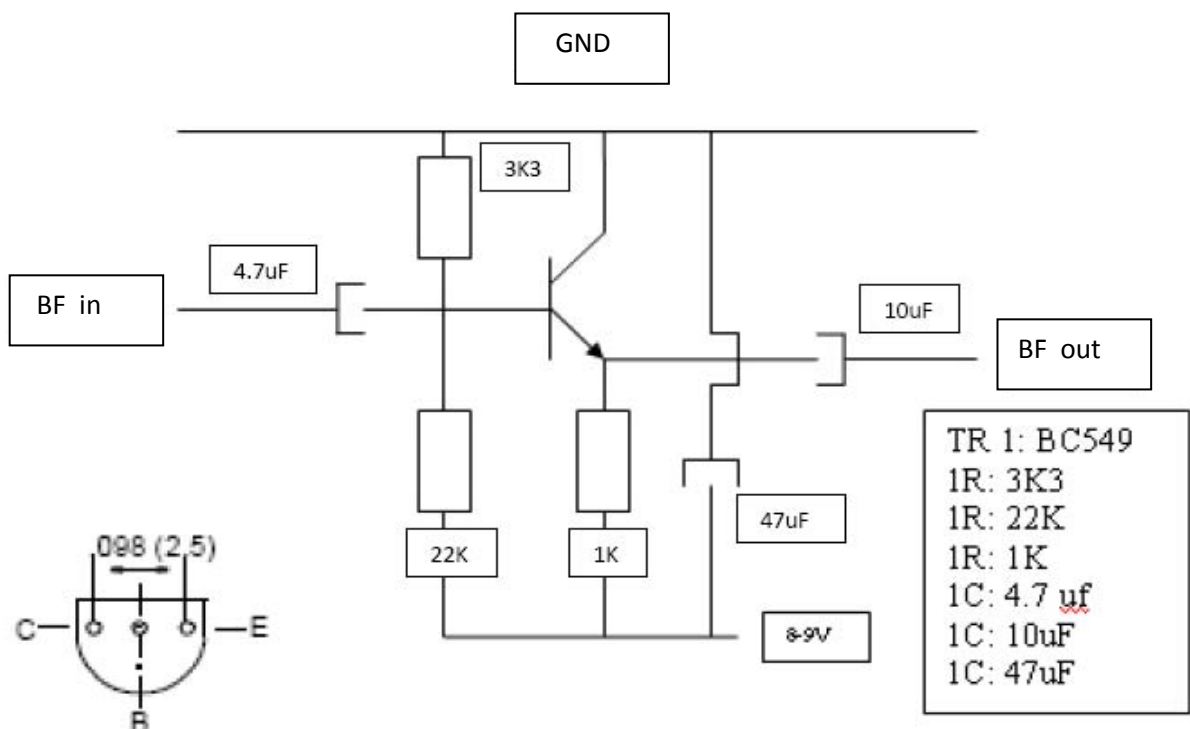 GND
3K3
4.7uF
BF in
10uF
BF out
TR 1: BC549
1R: 3K3
1R: 22K
1R: 1K
1C: 4.7 uf
1C: 10uF
1C: 47uF
47uF
22K
1K
8-9V
.098 (2,5)
C
E
B